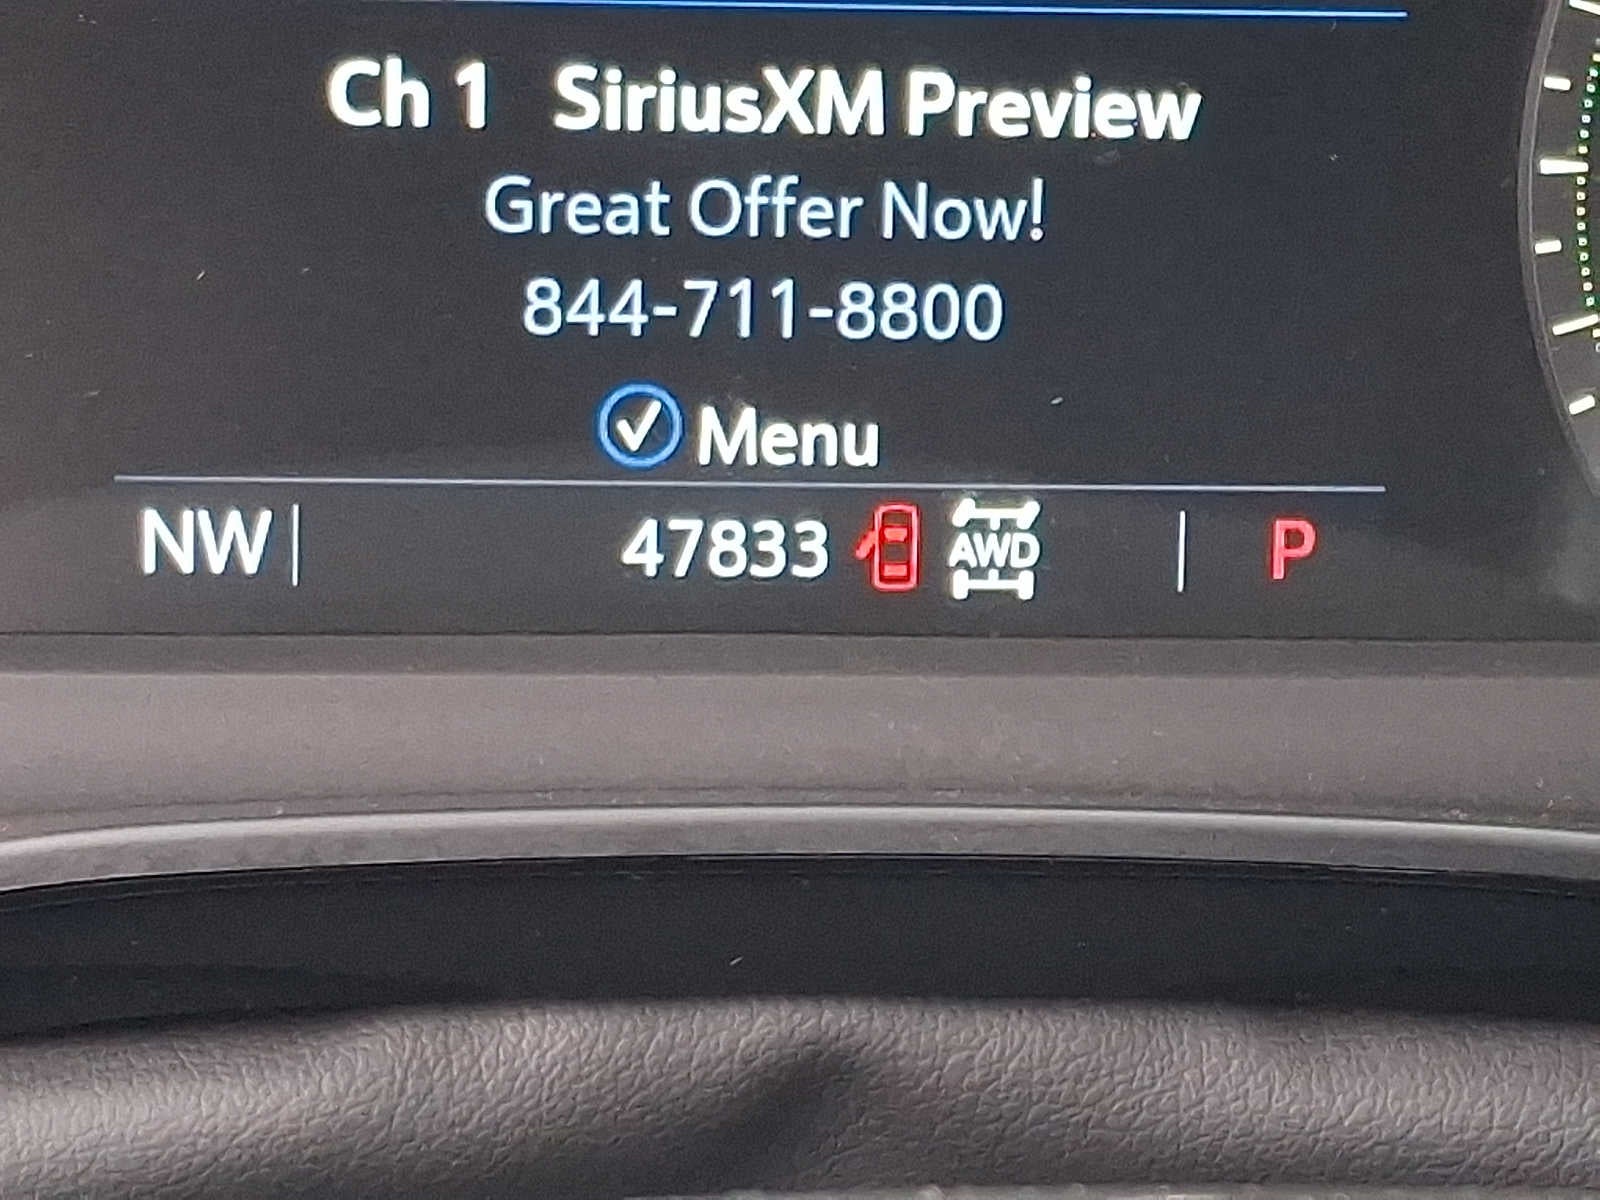 Ch 1 SiriusXM Preview
Great Offer Now!
844-711-8800
Menu
NW 47833 AWD P